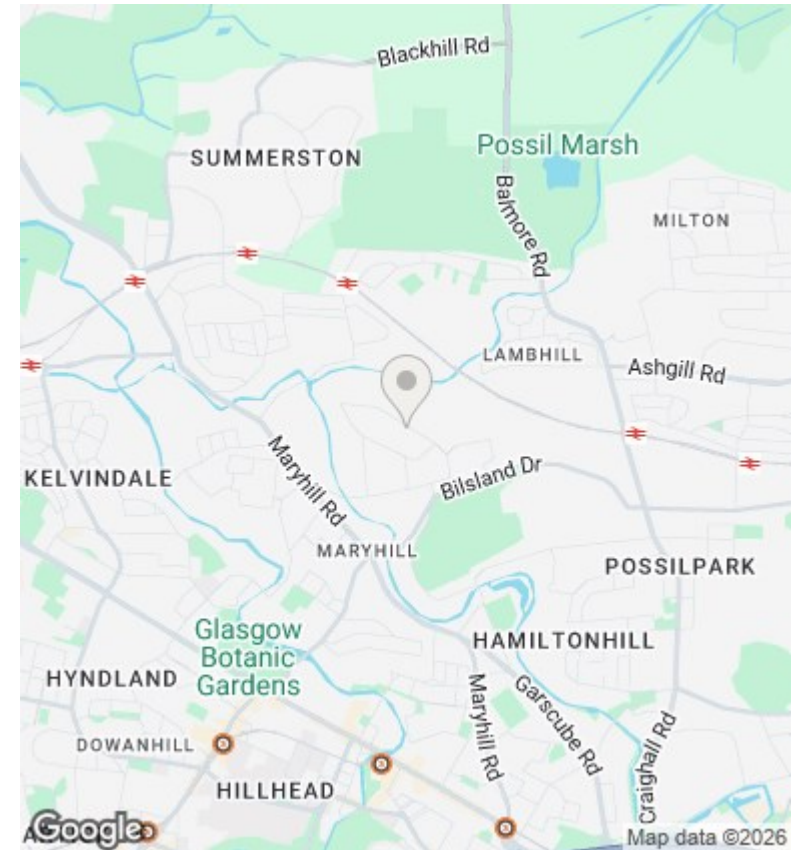 Blackhill Rd
SUMMERSTON
Possil Marsh
Balmore Rd
MILTON
LAMBHILL
Ashgill Rd
Maryhill Rd
KELVINDALE
Bilsland Dr
MARYHILL
POSSILPARK
Glasgow
Botanic
Gardens
HAMILTONHILL
HYNDLAND
Maryhill Rd
Garscube Rd
Craighall Rd
DOWANHILL
HILLHEAD
Google
Map data ©2026